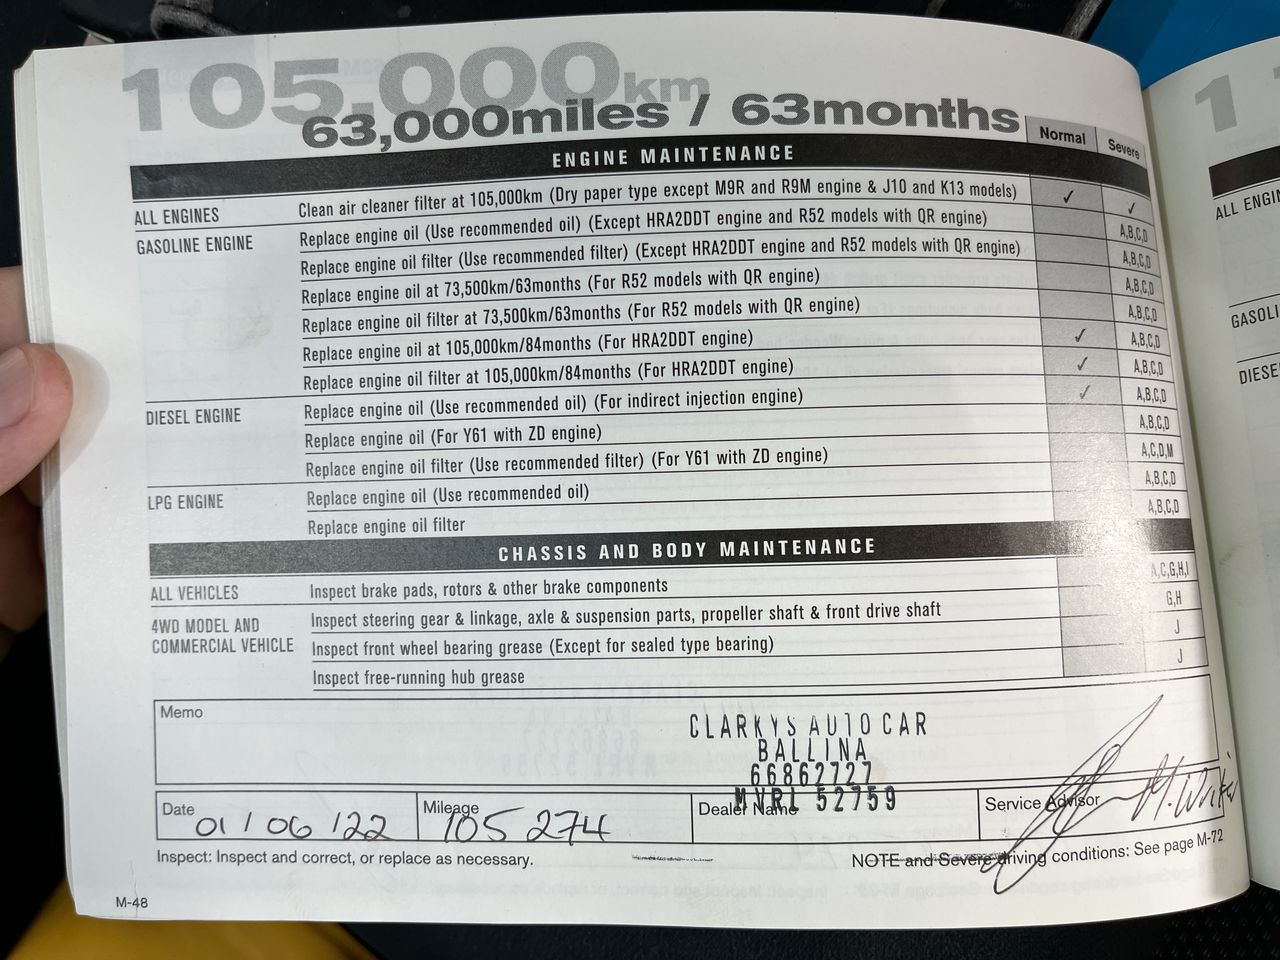 105,000km
63,000miles / 63months
Normal Severe
ENGINE MAINTENANCE
ALL ENGINES Clean air cleaner filter at 105,000km (Dry paper type except M9R and R9M engine & J10 and K13 models) ✓ ✓
GASOLINE ENGINE Replace engine oil (Use recommended oil) (Except HRA2DDT engine and R52 models with QR engine) A,B,C,D
Replace engine oil filter (Use recommended filter) (Except HRA2DDT engine and R52 models with QR engine) A,B,C,D
Replace engine oil at 73,500km/63months (For R52 models with QR engine) A,B,C,D
Replace engine oil filter at 73,500km/63months (For R52 models with QR engine) A,B,C,D
Replace engine oil at 105,000km/84months (For HRA2DDT engine) ✓ A,B,C,D
Replace engine oil filter at 105,000km/84months (For HRA2DDT engine) ✓ A,B,C,D
DIESEL ENGINE Replace engine oil (Use recommended oil) (For indirect injection engine) ✓ A,B,C,D
Replace engine oil (For Y61 with ZD engine) A,B,C,D
Replace engine oil filter (Use recommended filter) (For Y61 with ZD engine) A,C,D,M
LPG ENGINE Replace engine oil (Use recommended oil) A,B,C,D
Replace engine oil filter A,B,C,D
CHASSIS AND BODY MAINTENANCE
ALL VEHICLES Inspect brake pads, rotors & other brake components A,C,G,H,I
4WD MODEL AND Inspect steering gear & linkage, axle & suspension parts, propeller shaft & front drive shaft G,H
COMMERCIAL VEHICLE Inspect front wheel bearing grease (Except for sealed type bearing) J
Inspect free-running hub grease J
Memo
CLARKYS AUTO CAR
BALLINA
66862727
MVRL 52759
Date 01/06/22 Mileage 105 274 Dealer Name Service Advisor
Inspect: Inspect and correct, or replace as necessary. NOTE and Severe driving conditions: See page M-72
M-48
1
ALL ENGIN
GASOLI
DIESE